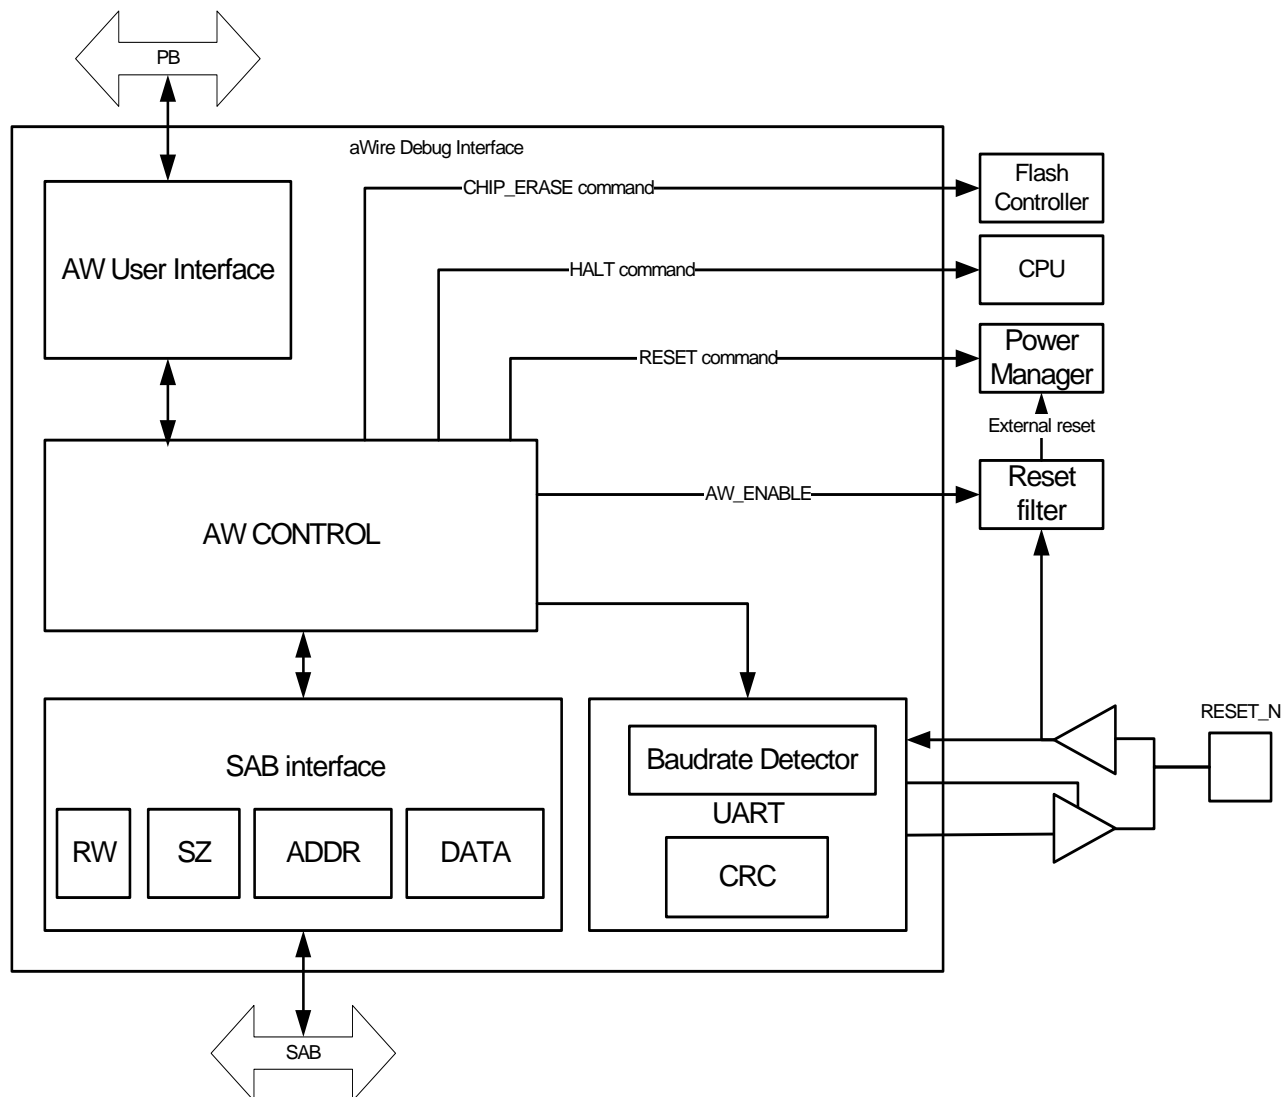 PB
aWire Debug Interface
CHIP_ERASE command
Flash
Controller
AW User Interface
HALT command
CPU
RESET command
Power
Manager
External reset
AW CONTROL
AW_ENABLE
Reset
filter
RESET_N
SAB interface
Baudrate Detector
UART
RW
SZ
ADDR
DATA
CRC
SAB